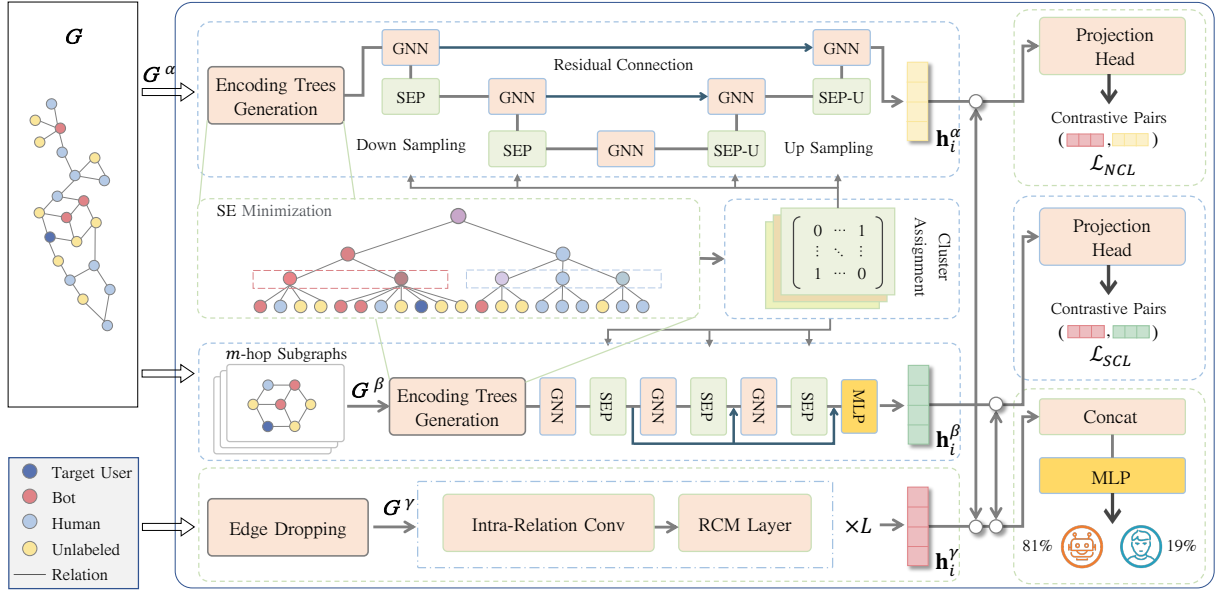 G
G^α
Encoding Trees
Generation
GNN
GNN
Residual Connection
SEP
GNN
GNN
SEP-U
Down Sampling
SEP
GNN
SEP-U
Up Sampling
h_i^α
Projection
Head
Contrastive Pairs
( , )
ℒ_NCL
SE Minimization
0 ⋯ 1
⋮ ⋱ ⋮
1 ⋯ 0
Cluster
Assignment
Projection
Head
Contrastive Pairs
( , )
ℒ_SCL
m-hop Subgraphs
G^β
Encoding Trees
Generation
GNN
SEP
GNN
SEP
GNN
SEP
MLP
h_i^β
Concat
MLP
81%
19%
Target User
Bot
Human
Unlabeled
Relation
Edge Dropping
G^γ
Intra-Relation Conv
RCM Layer
×L
h_i^γ